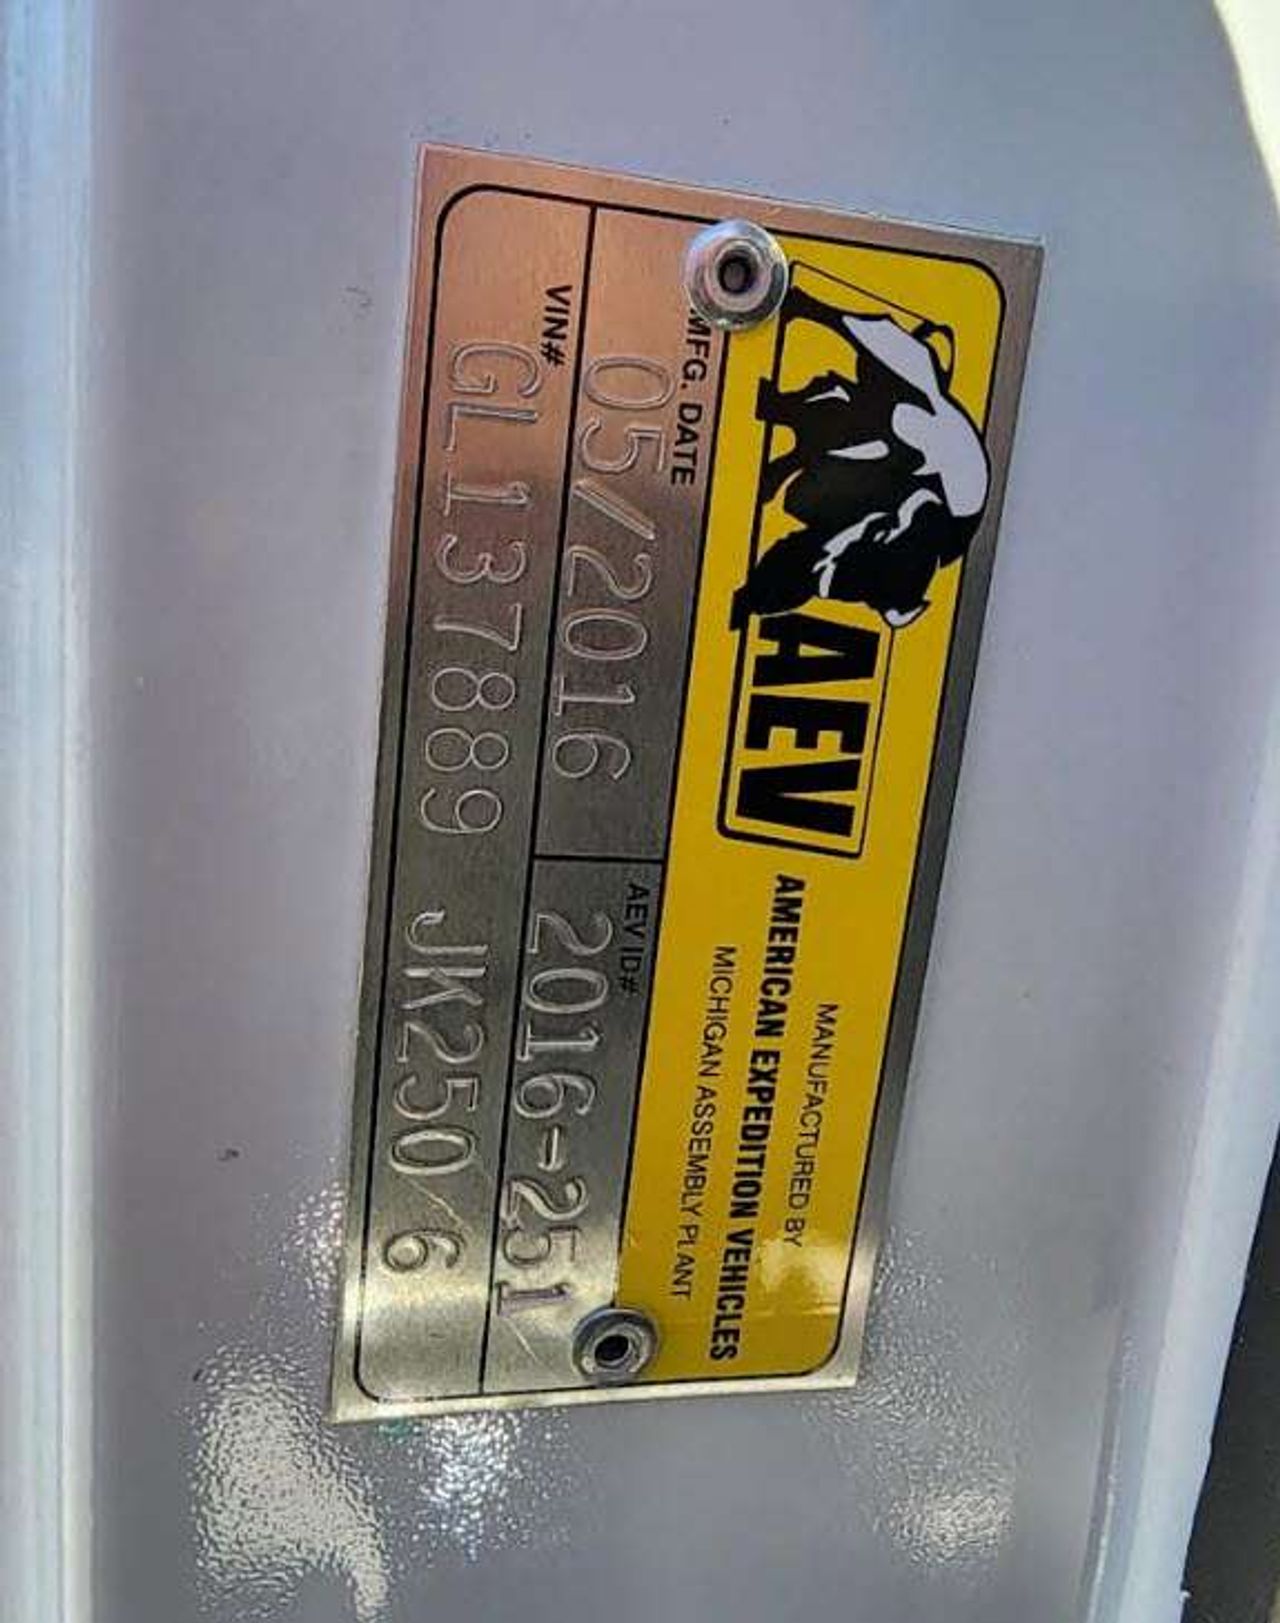 AEV
MANUFACTURED BY
AMERICAN EXPEDITION VEHICLES
MICHIGAN ASSEMBLY PLANT
MFG. DATE
05/2016
AEV ID#
2016-251/
VIN#
GL137889 JK250/6